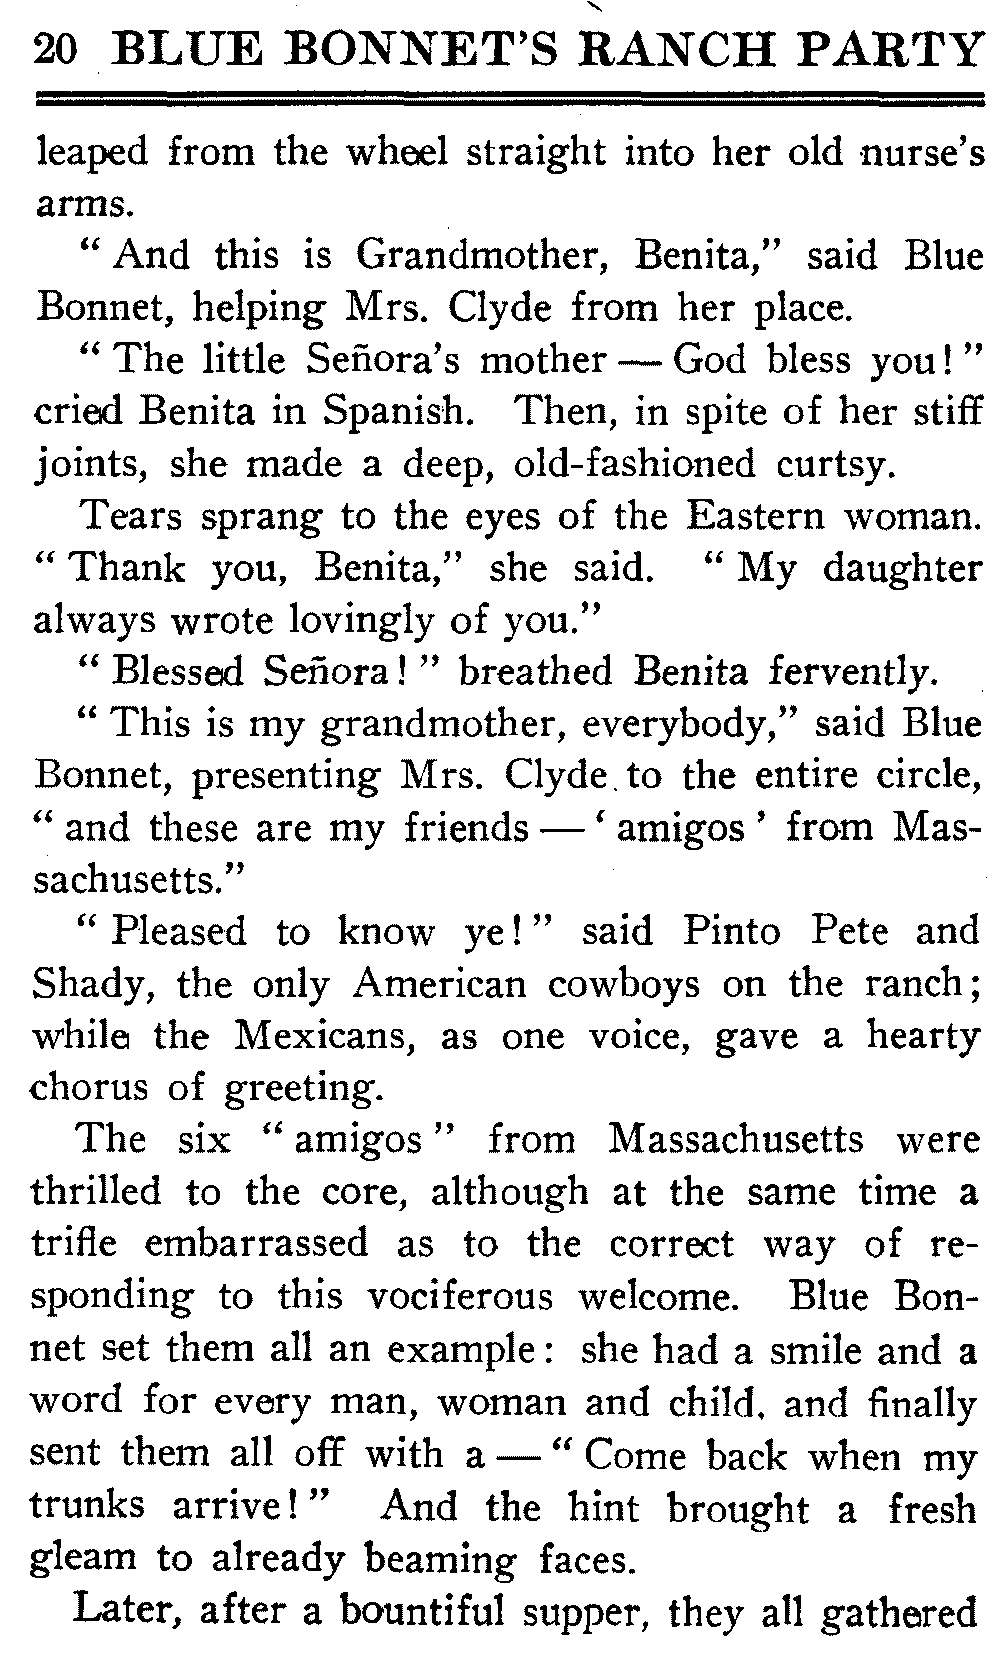 20 BLUE BONNET'S RANCH PARTY
leaped from the wheel straight into her old nurse's
arms.
" And this is Grandmother, Benita," said Blue
Bonnet, helping Mrs. Clyde from her place.
" The little Señora's mother — God bless you! "
cried Benita in Spanish. Then, in spite of her stiff
joints, she made a deep, old-fashioned curtsy.
Tears sprang to the eyes of the Eastern woman.
" Thank you, Benita," she said. " My daughter
always wrote lovingly of you."
" Blessed Señora! " breathed Benita fervently.
" This is my grandmother, everybody," said Blue
Bonnet, presenting Mrs. Clyde to the entire circle,
" and these are my friends — ' amigos ' from Mas-
sachusetts."
" Pleased to know ye! " said Pinto Pete and
Shady, the only American cowboys on the ranch;
while the Mexicans, as one voice, gave a hearty
chorus of greeting.
The six " amigos " from Massachusetts were
thrilled to the core, although at the same time a
trifle embarrassed as to the correct way of re-
sponding to this vociferous welcome. Blue Bon-
net set them all an example: she had a smile and a
word for every man, woman and child, and finally
sent them all off with a — " Come back when my
trunks arrive! " And the hint brought a fresh
gleam to already beaming faces.
Later, after a bountiful supper, they all gathered